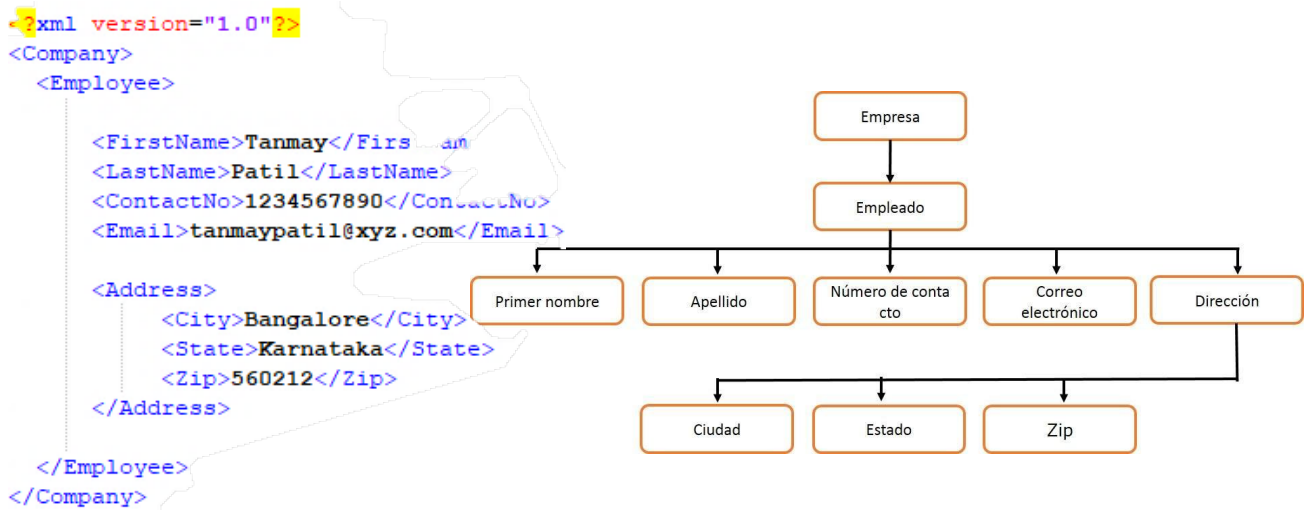 <?xml version="1.0"?>
<Company>
<Employee>
<FirstName>Tanmay</Firs am
<LastName>Patil</LastName>
<ContactNo>1234567890</ContactNo>
<Email>tanmaypatil@xyz.com</Email>
<Address>
<City>Bangalore</City>
<State>Karnataka</State>
<Zip>560212</Zip>
</Address>
</Employee>
</Company>
Empresa
Empleado
Primer nombre
Apellido
Número de conta
cto
Correo
electrónico
Dirección
Ciudad
Estado
Zip